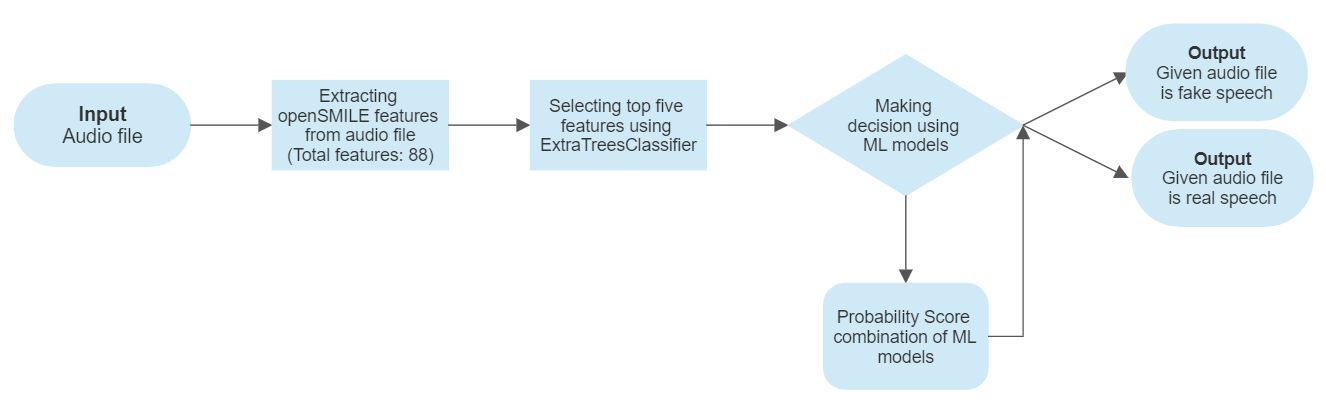 Input
Audio file
Extracting
openSMILE features
from audio file
(Total features: 88)
Selecting top five
features using
ExtraTreesClassifier
Making
decision using
ML models
Probability Score
combination of ML
models
Output
Given audio file
is fake speech
Output
Given audio file
is real speech